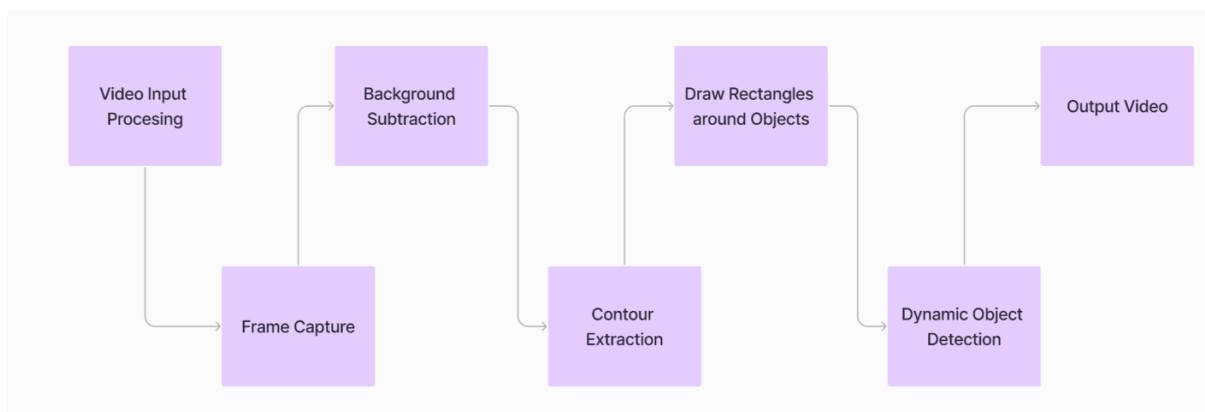 Video Input
Procesing
Frame Capture
Background
Subtraction
Contour
Extraction
Draw Rectangles
around Objects
Dynamic Object
Detection
Output Video